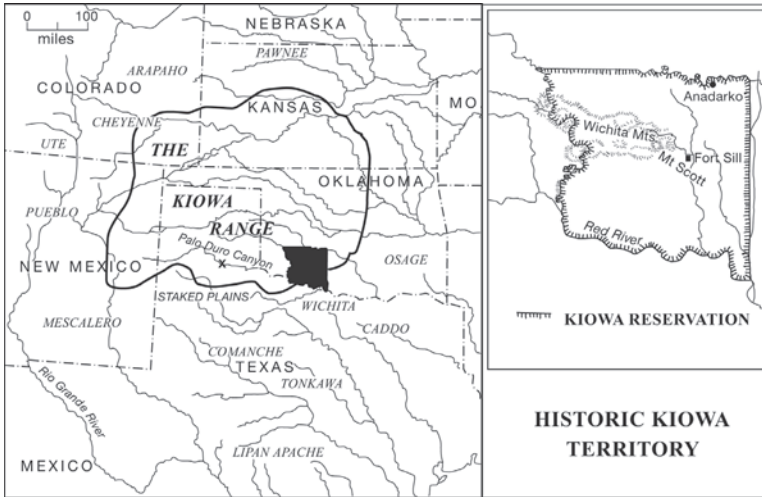 0 100
miles
NEBRASKA
PAWNEE
ARAPAHO
COLORADO
KANSAS
MO.
CHEYENNE
UTE
THE
OKLAHOMA
KIOWA
PUEBLO
RANGE
Palo Duro Canyon
x
OSAGE
NEW MEXICO
STAKED PLAINS
WICHITA
MESCALERO
CADDO
COMANCHE
TEXAS
TONKAWA
Rio Grande River
LIPAN APACHE
MEXICO
Anadarko
Wichita Mts.
Fort Sill
Mt Scott
Red River
KIOWA RESERVATION
HISTORIC KIOWA
TERRITORY